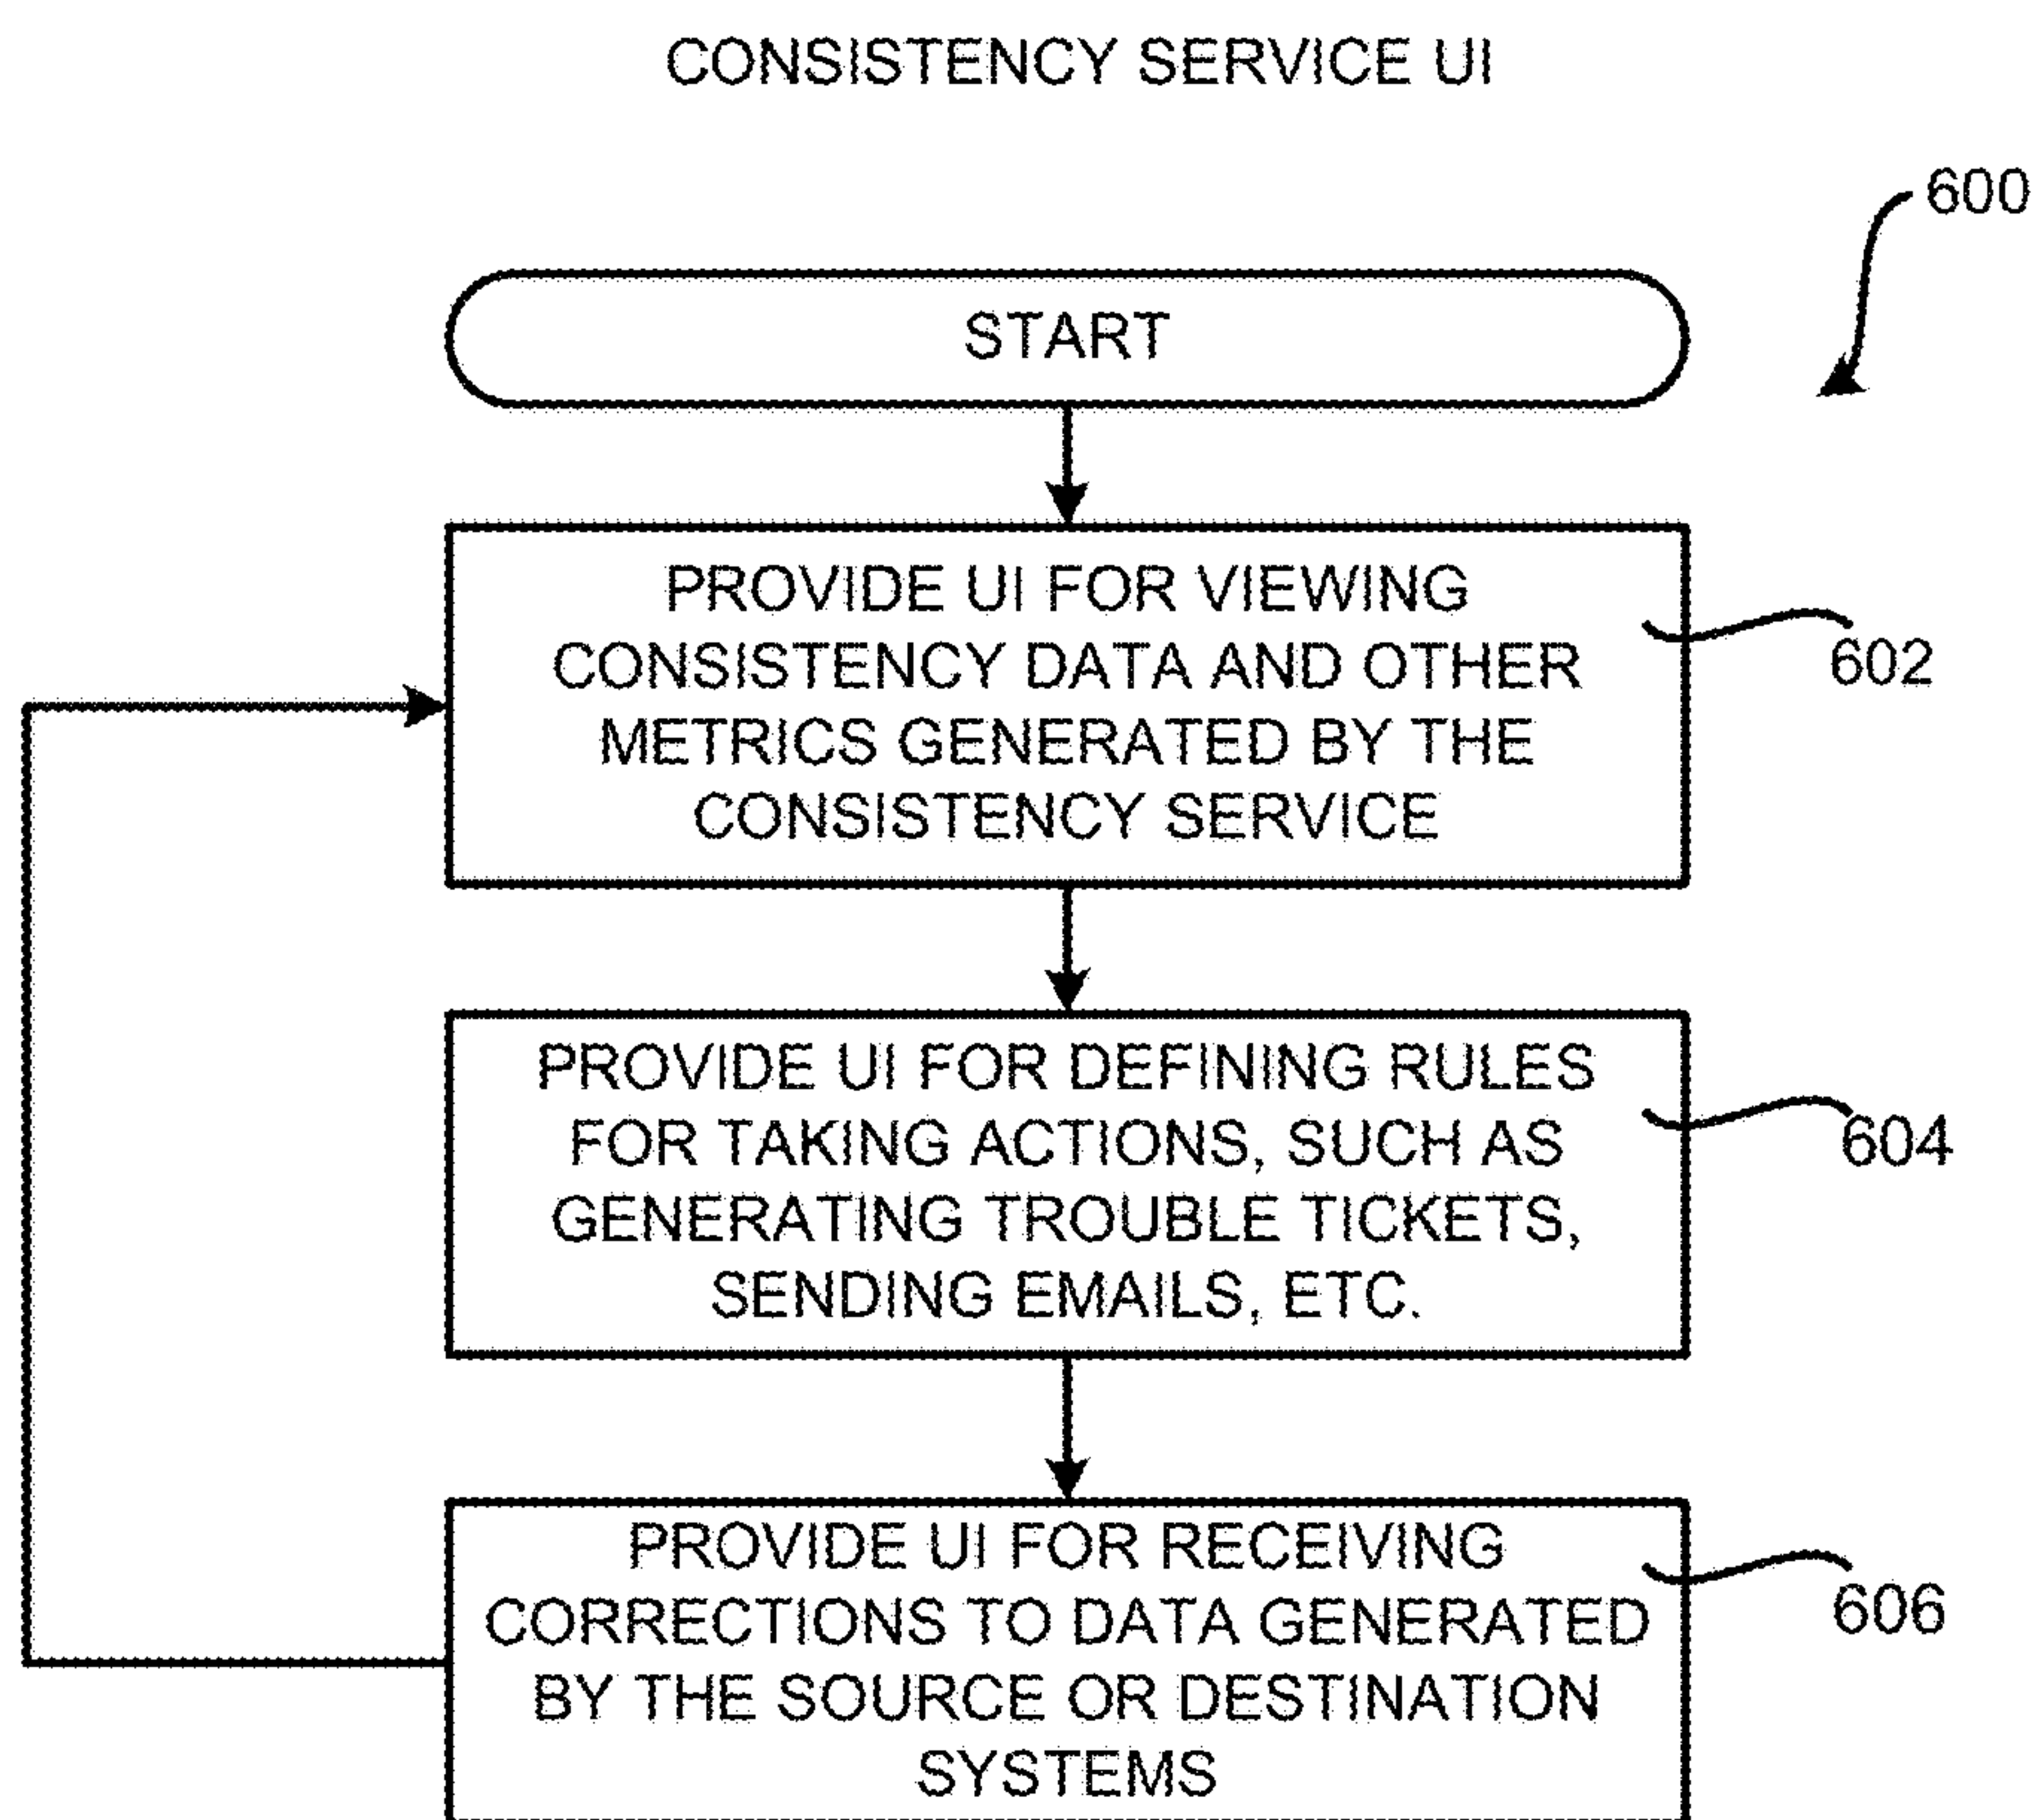 CONSISTENCY SERVICE UI
600
START
PROVIDE UI FOR VIEWING
CONSISTENCY DATA AND OTHER
METRICS GENERATED BY THE
CONSISTENCY SERVICE
602
PROVIDE UI FOR DEFINING RULES
FOR TAKING ACTIONS, SUCH AS
GENERATING TROUBLE TICKETS,
SENDING EMAILS, ETC.
604
PROVIDE UI FOR RECEIVING
CORRECTIONS TO DATA GENERATED
BY THE SOURCE OR DESTINATION
SYSTEMS
606